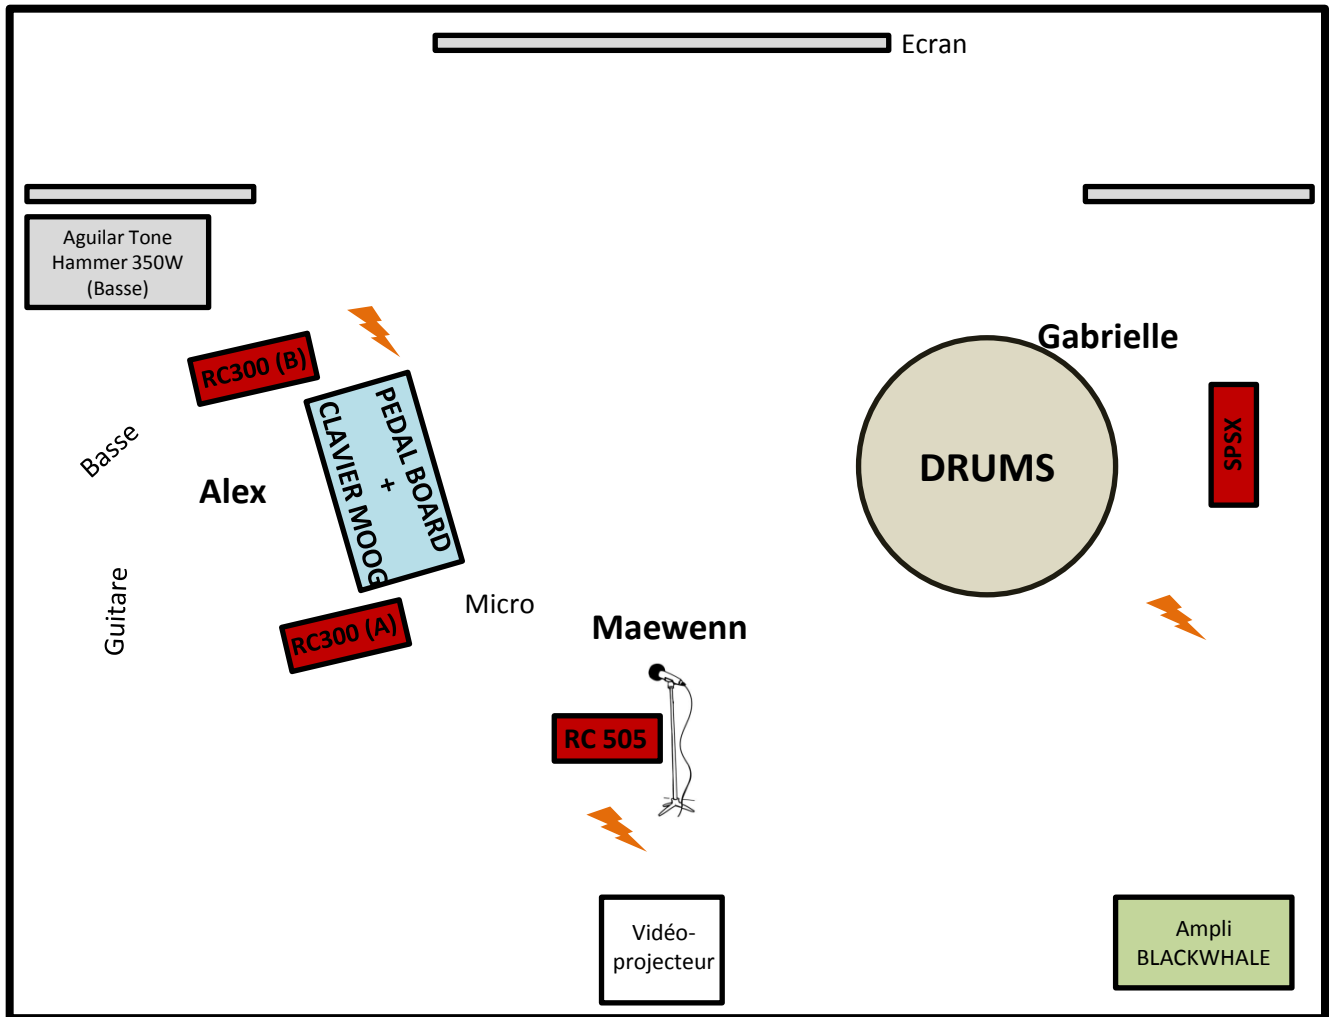 Ecran
Aguilar Tone
Hammer 350W
(Basse)
RC300 (B)
Gabrielle
Basse
Alex
PEDAL BOARD
+
CLAVIER MOOG
DRUMS
SPSX
Guitare
RC300 (A)
Micro
Maewenn
RC 505
Vidéo-
projecteur
Ampli
BLACKWHALE